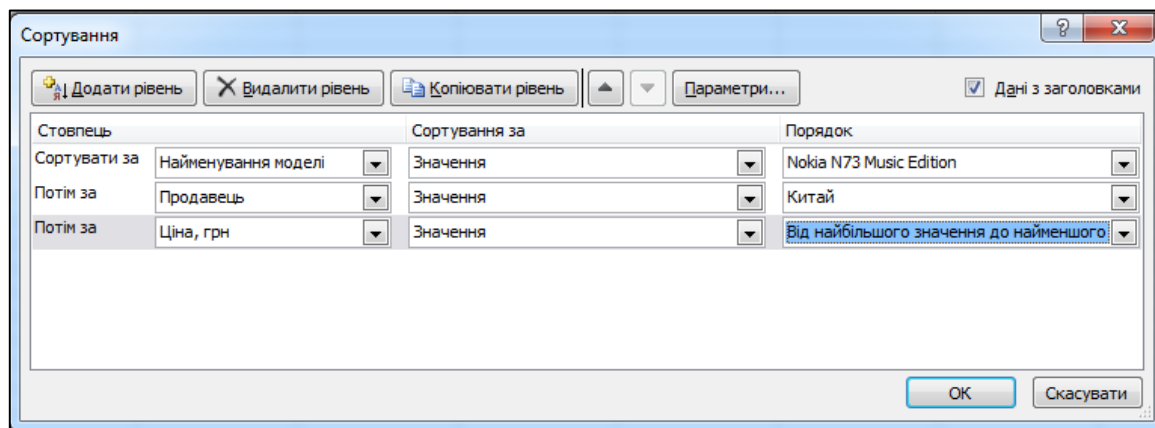 Сортування
Додати рівень Видалити рівень Копіювати рівень Параметри... Дані з заголовками
Стовпець Сортування за Порядок
Сортувати за Найменування моделі Значення Nokia N73 Music Edition
Потім за Продавець Значення Китай
Потім за Ціна, грн Значення Від найбільшого значення до найменшого
ОК Скасувати